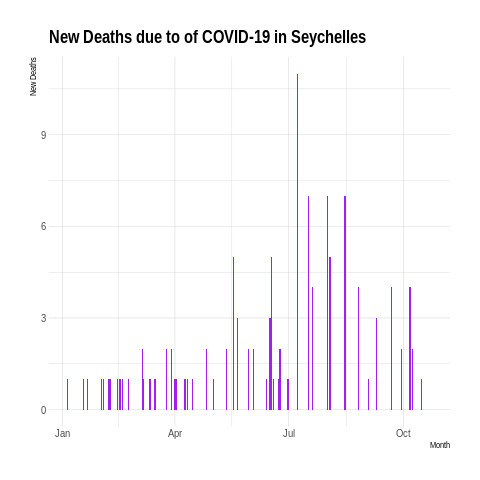 New Deaths due to of COVID-19 in Seychelles
New Deaths
9
6
3
0
Jan Apr Jul Oct
Month